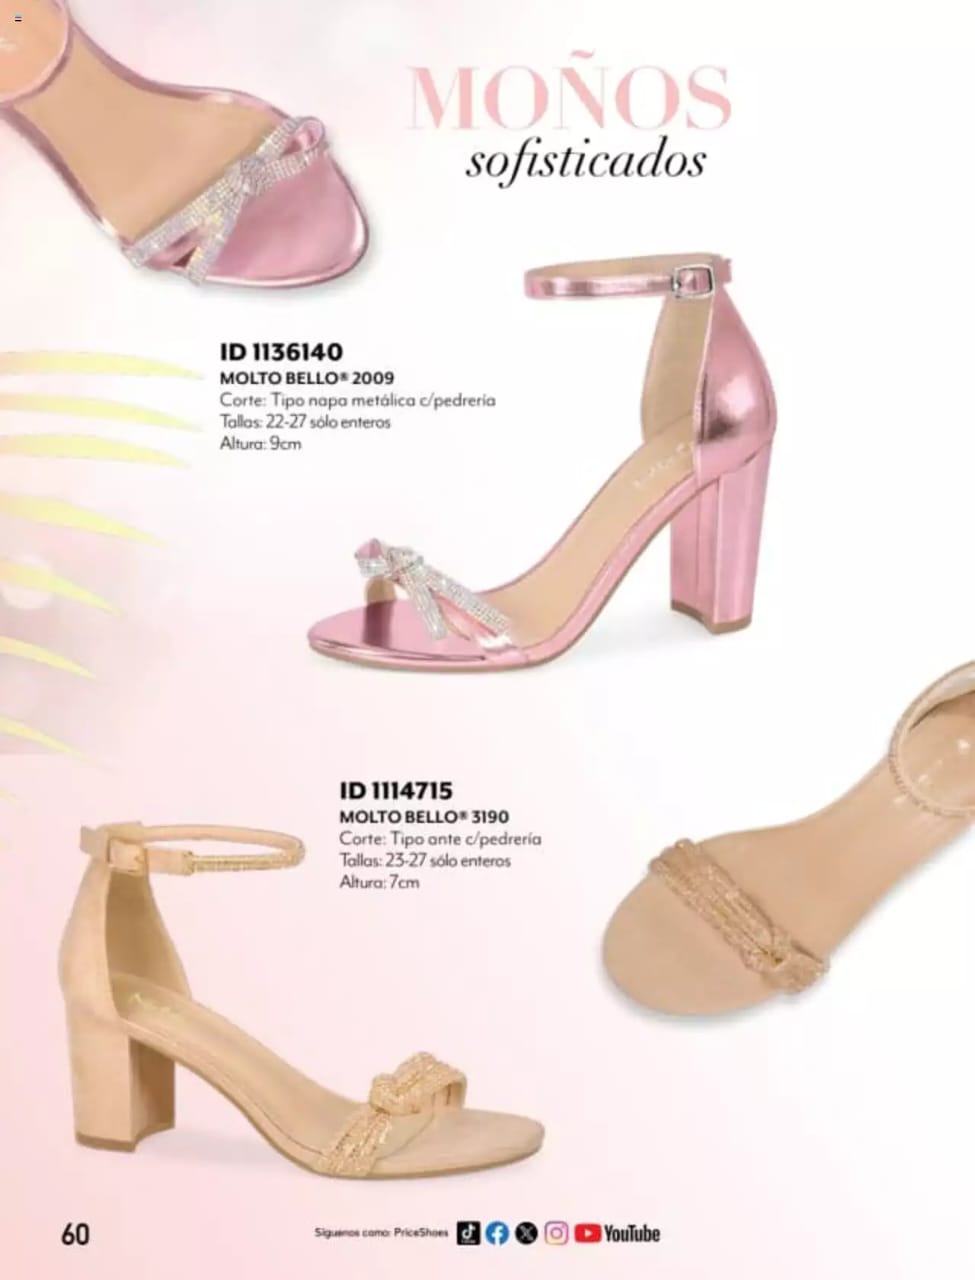 MOÑOS
sofisticados
ID 1136140
MOLTO BELLO® 2009
Corte: Tipo napa metálica c/pedrería
Tallas: 22-27 sólo enteros
Altura: 9cm
ID 1114715
MOLTO BELLO® 3190
Corte: Tipo ante c/pedrería
Tallas: 23-27 sólo enteros
Altura: 7cm
60
Síguenos como: PriceShoes YouTube